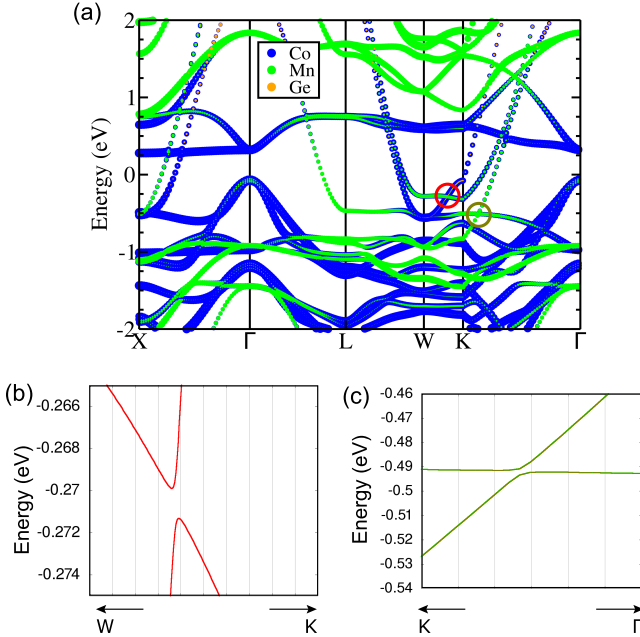 (a)
2
1
0
-1
-2
Energy (eV)
Co
Mn
Ge
X Γ L W K Γ
(b)
-0.266
-0.268
-0.27
-0.272
-0.274
Energy (eV)
W K
(c)
-0.46
-0.47
-0.48
-0.49
-0.5
-0.51
-0.52
-0.53
-0.54
Energy (eV)
K Γ